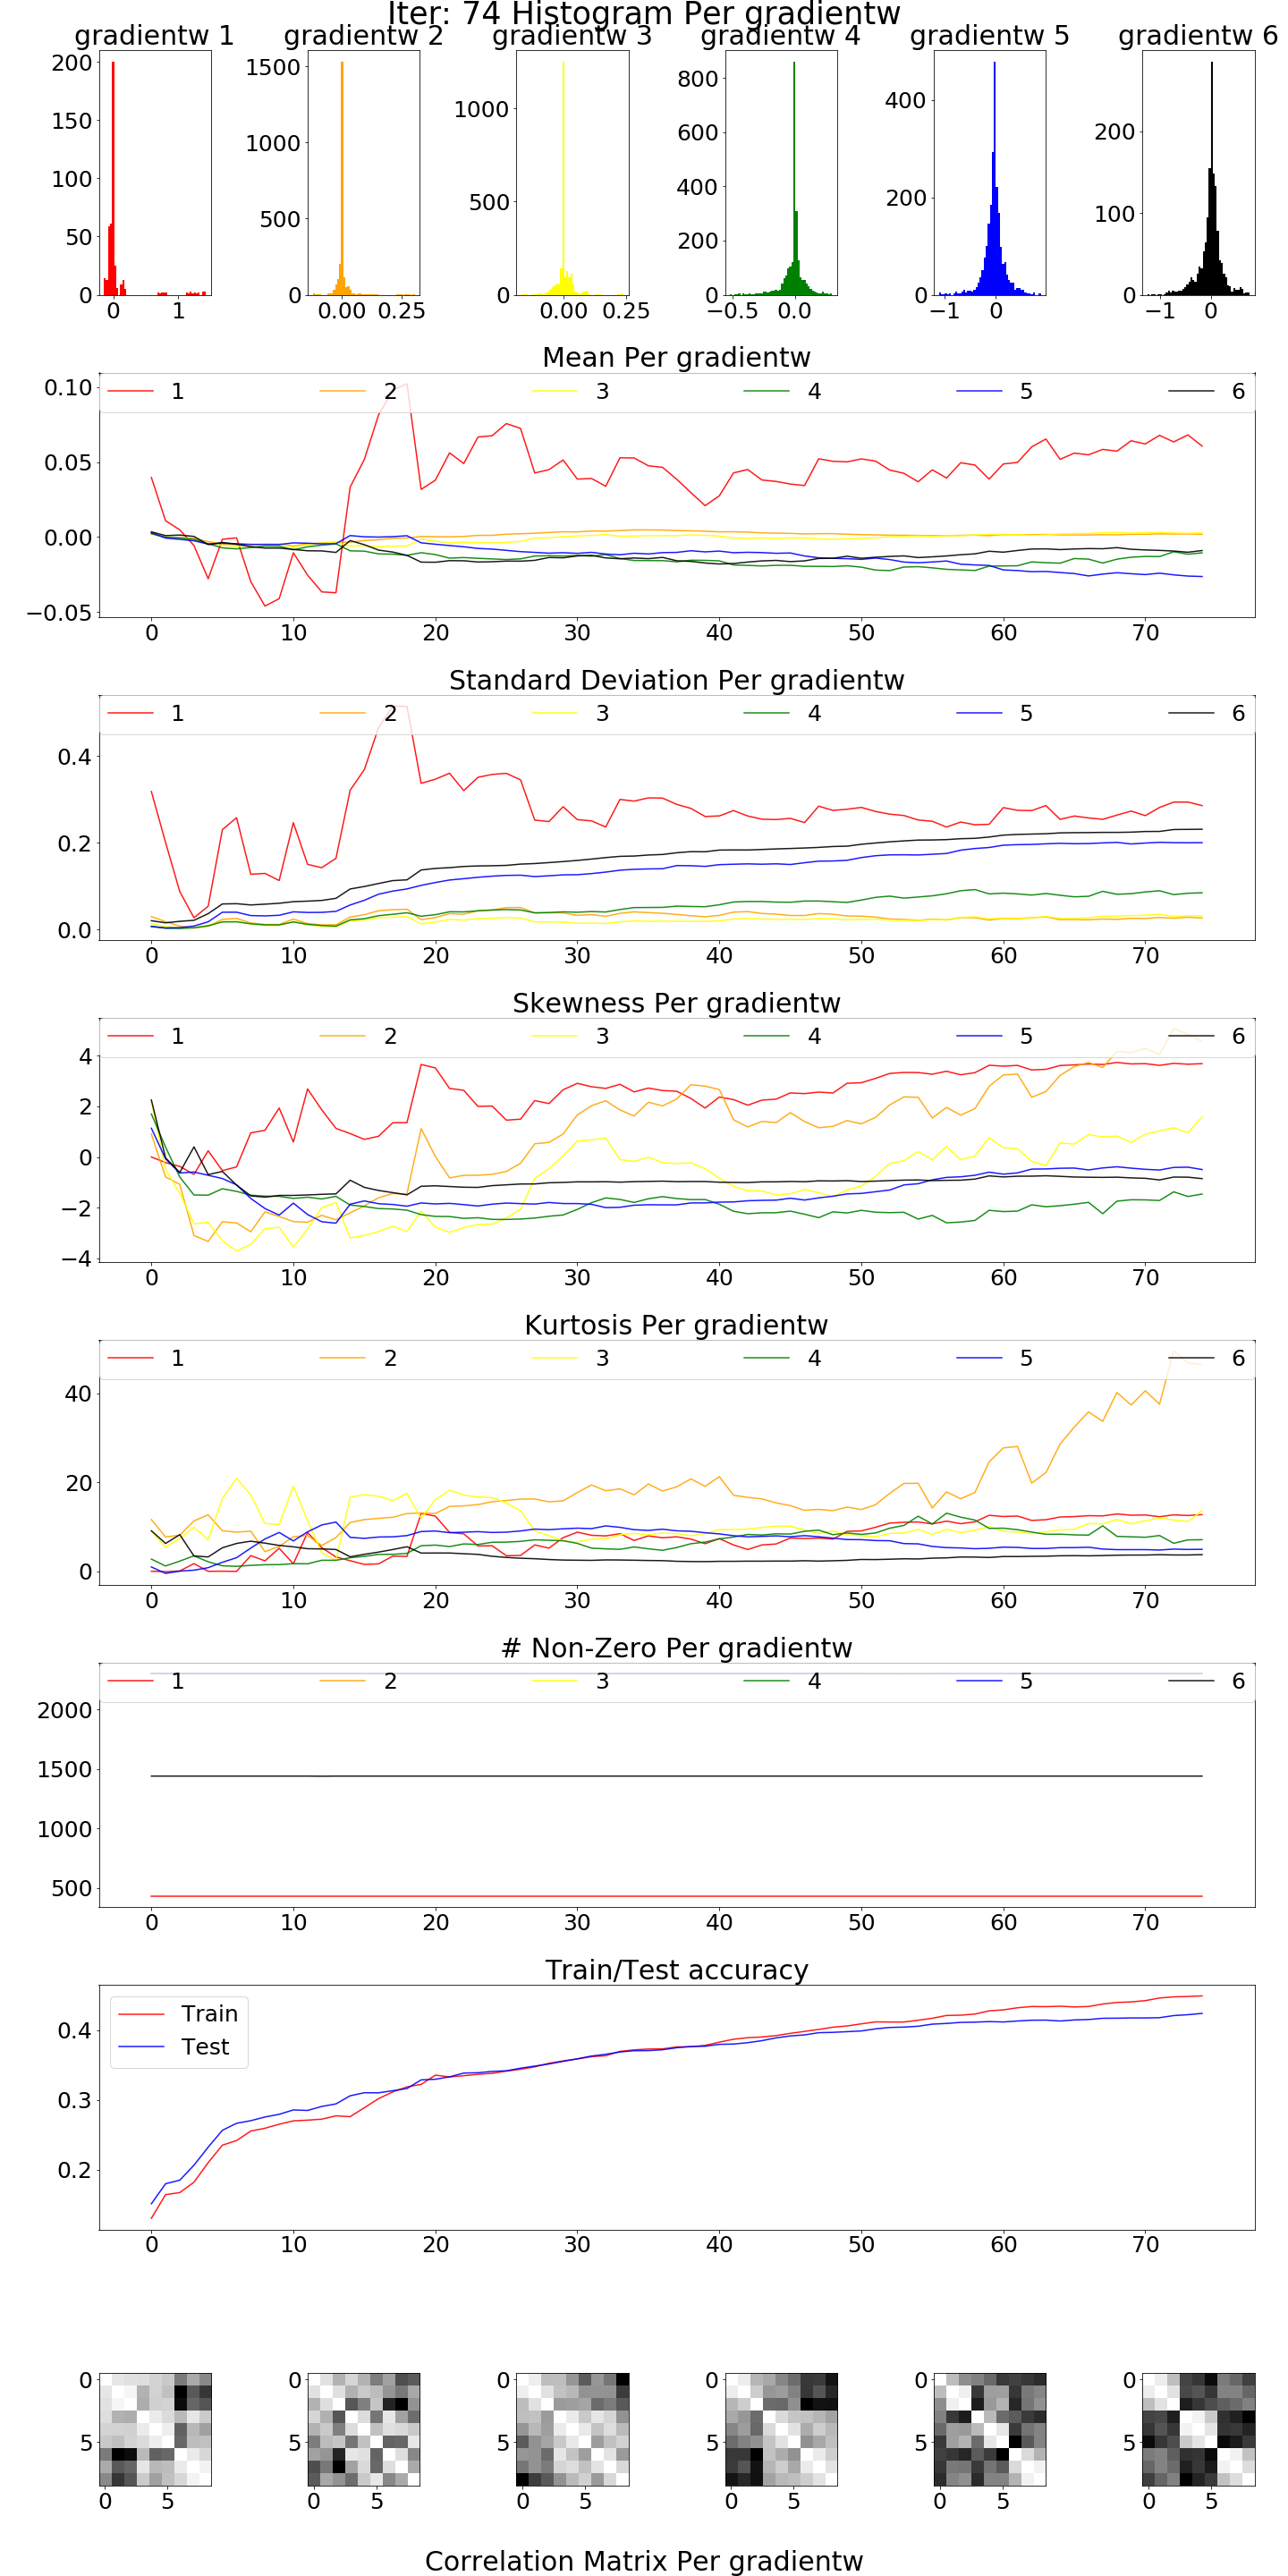 Iter: 74 Histogram Per gradientw
gradientw 1 gradientw 2 gradientw 3 gradientw 4 gradientw 5 gradientw 6
200
150
100
50
0
0 1
1500
1000
500
0
0.00 0.25
1000
500
0
0.00 0.25
800
600
400
200
0
−0.5 0.0
400
200
0
−1 0
200
100
0
−1 0
Mean Per gradientw
1 2 3 4 5 6
0.10
0.05
0.00
−0.05
0 10 20 30 40 50 60 70
Standard Deviation Per gradientw
1 2 3 4 5 6
0.4
0.2
0.0
0 10 20 30 40 50 60 70
Skewness Per gradientw
1 2 3 4 5 6
4
2
0
−2
−4
0 10 20 30 40 50 60 70
Kurtosis Per gradientw
1 2 3 4 5 6
40
20
0
0 10 20 30 40 50 60 70
# Non-Zero Per gradientw
1 2 3 4 5 6
2000
1500
1000
500
0 10 20 30 40 50 60 70
Train/Test accuracy
Train
Test
0.4
0.3
0.2
0 10 20 30 40 50 60 70
0 0 0 0 0 0
5 5 5 5 5 5
0 5 0 5 0 5 0 5 0 5 0 5
Correlation Matrix Per gradientw